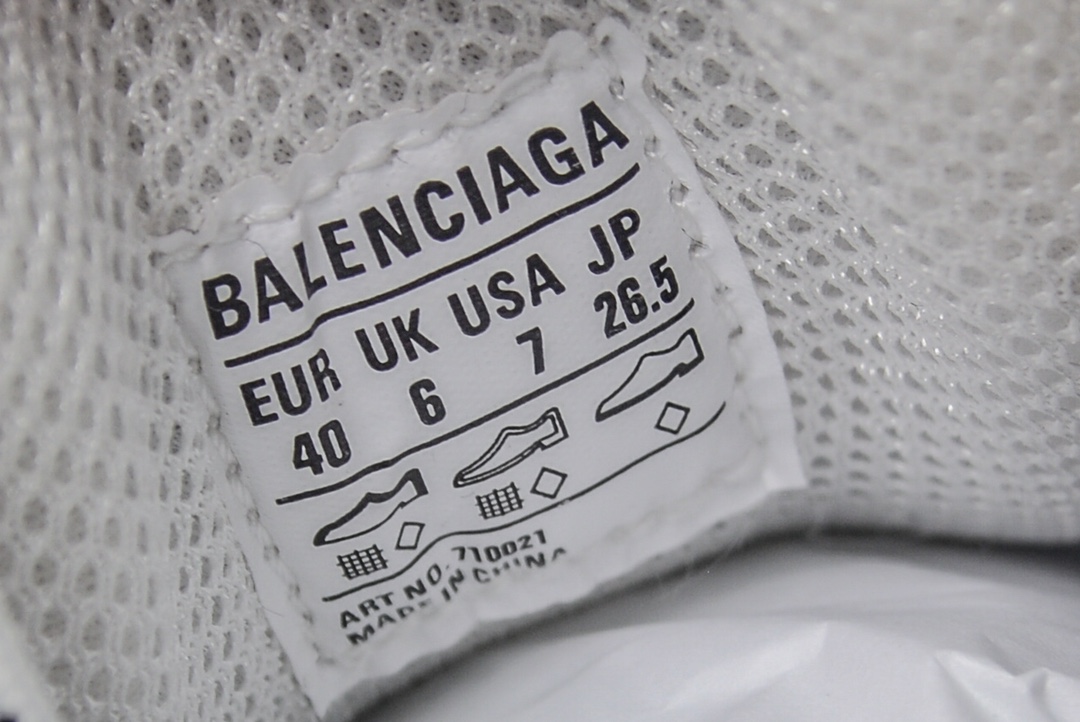 BALENCIAGA
EUR UK USA JP
40 6 7 26.5
ART NO. 710021
MADE IN CHINA